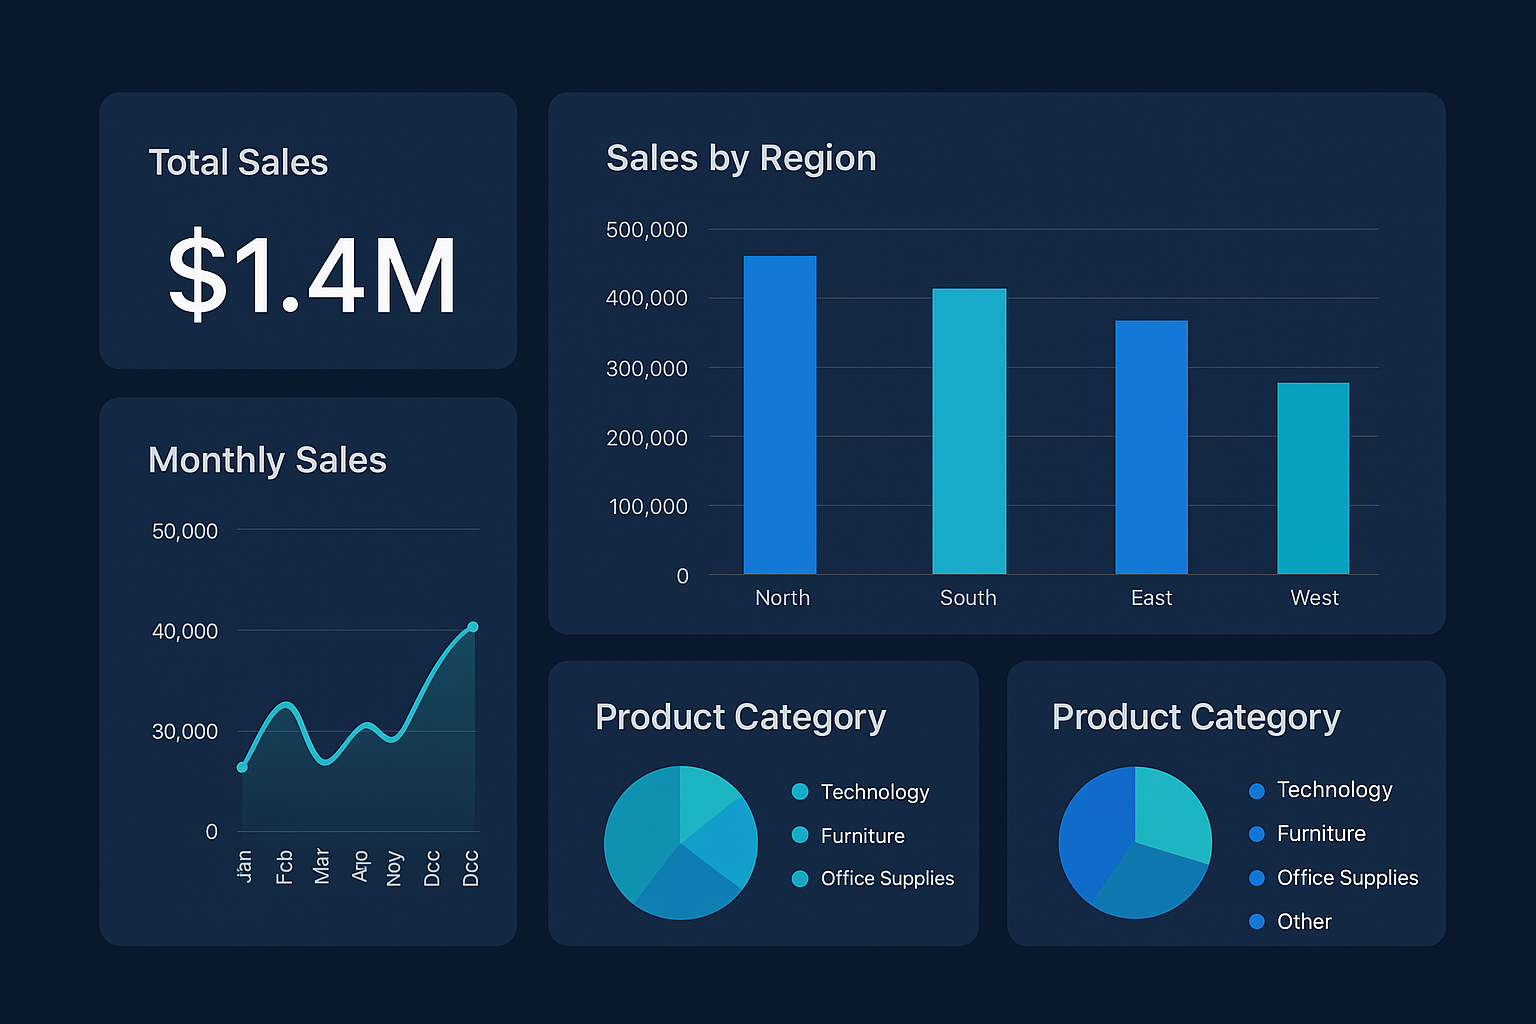 Total Sales
$1.4M
Sales by Region
500,000
400,000
300,000
200,000
100,000
0
North
South
East
West
Monthly Sales
50,000
40,000
30,000
0
Jan
Fcb
Mar
Aqo
Noy
Dcc
Dcc
Product Category
Technology
Furniture
Office Supplies
Product Category
Technology
Furniture
Office Supplies
Other